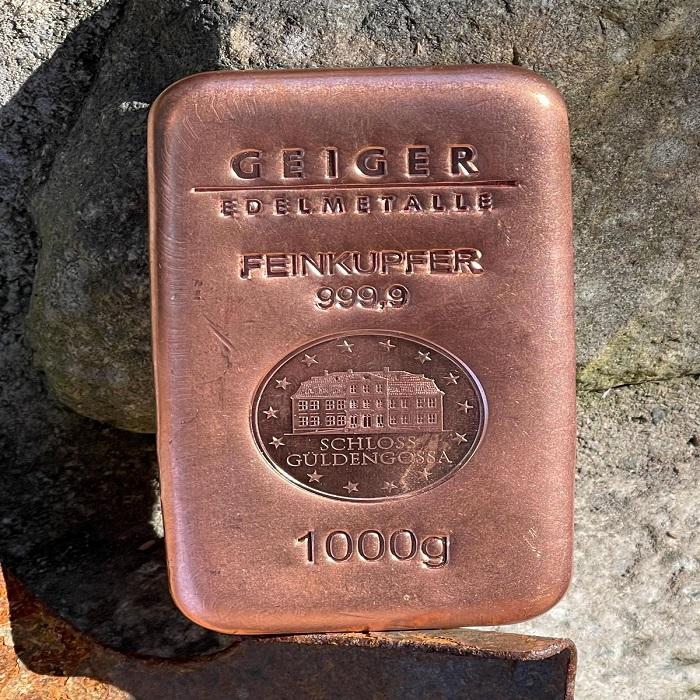 GEIGER
EDELMETALLE
FEINKUPFER
999,9
SCHLOSS
GÜLDENGOSSA
1000g